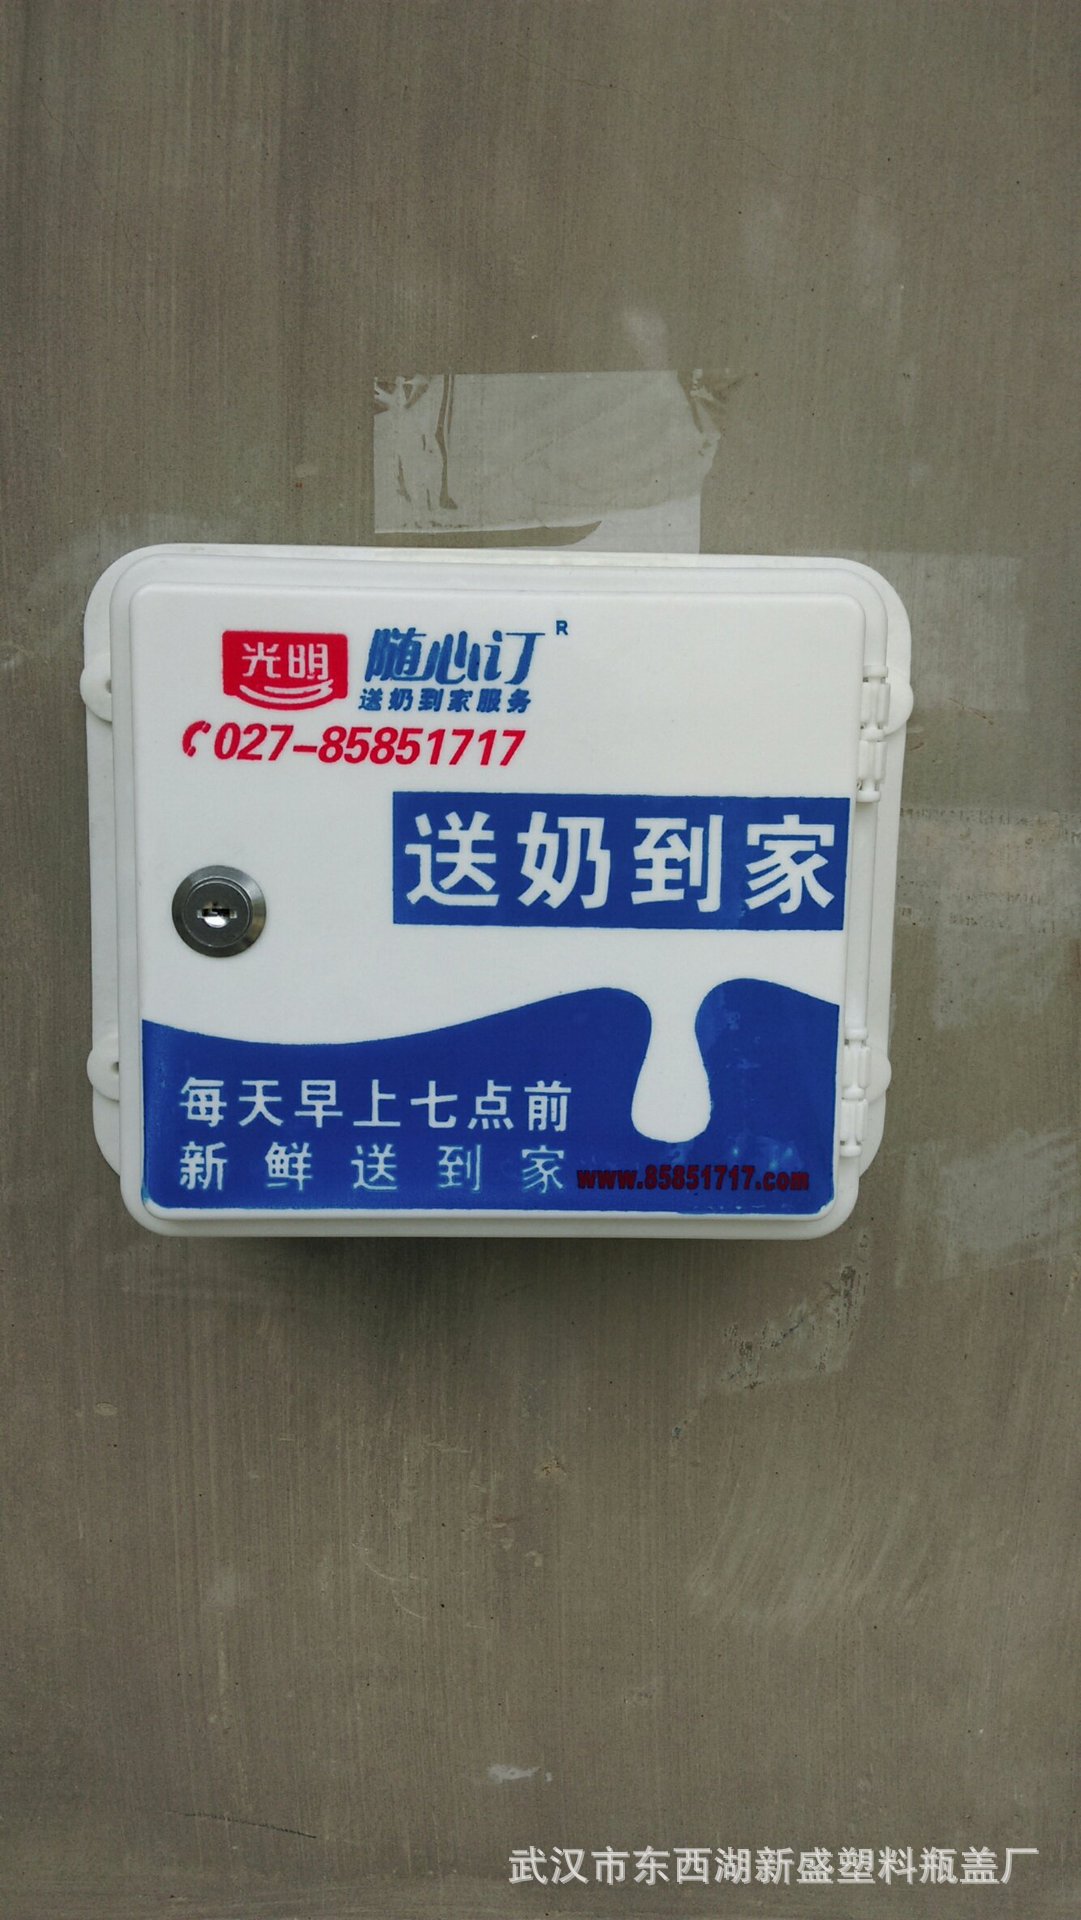 光明
随心订R
送奶到家服务
027-85851717
送奶到家
每天早上七点前
新鲜送到家
www.85851717.com
武汉市东西湖新盛塑料瓶盖厂